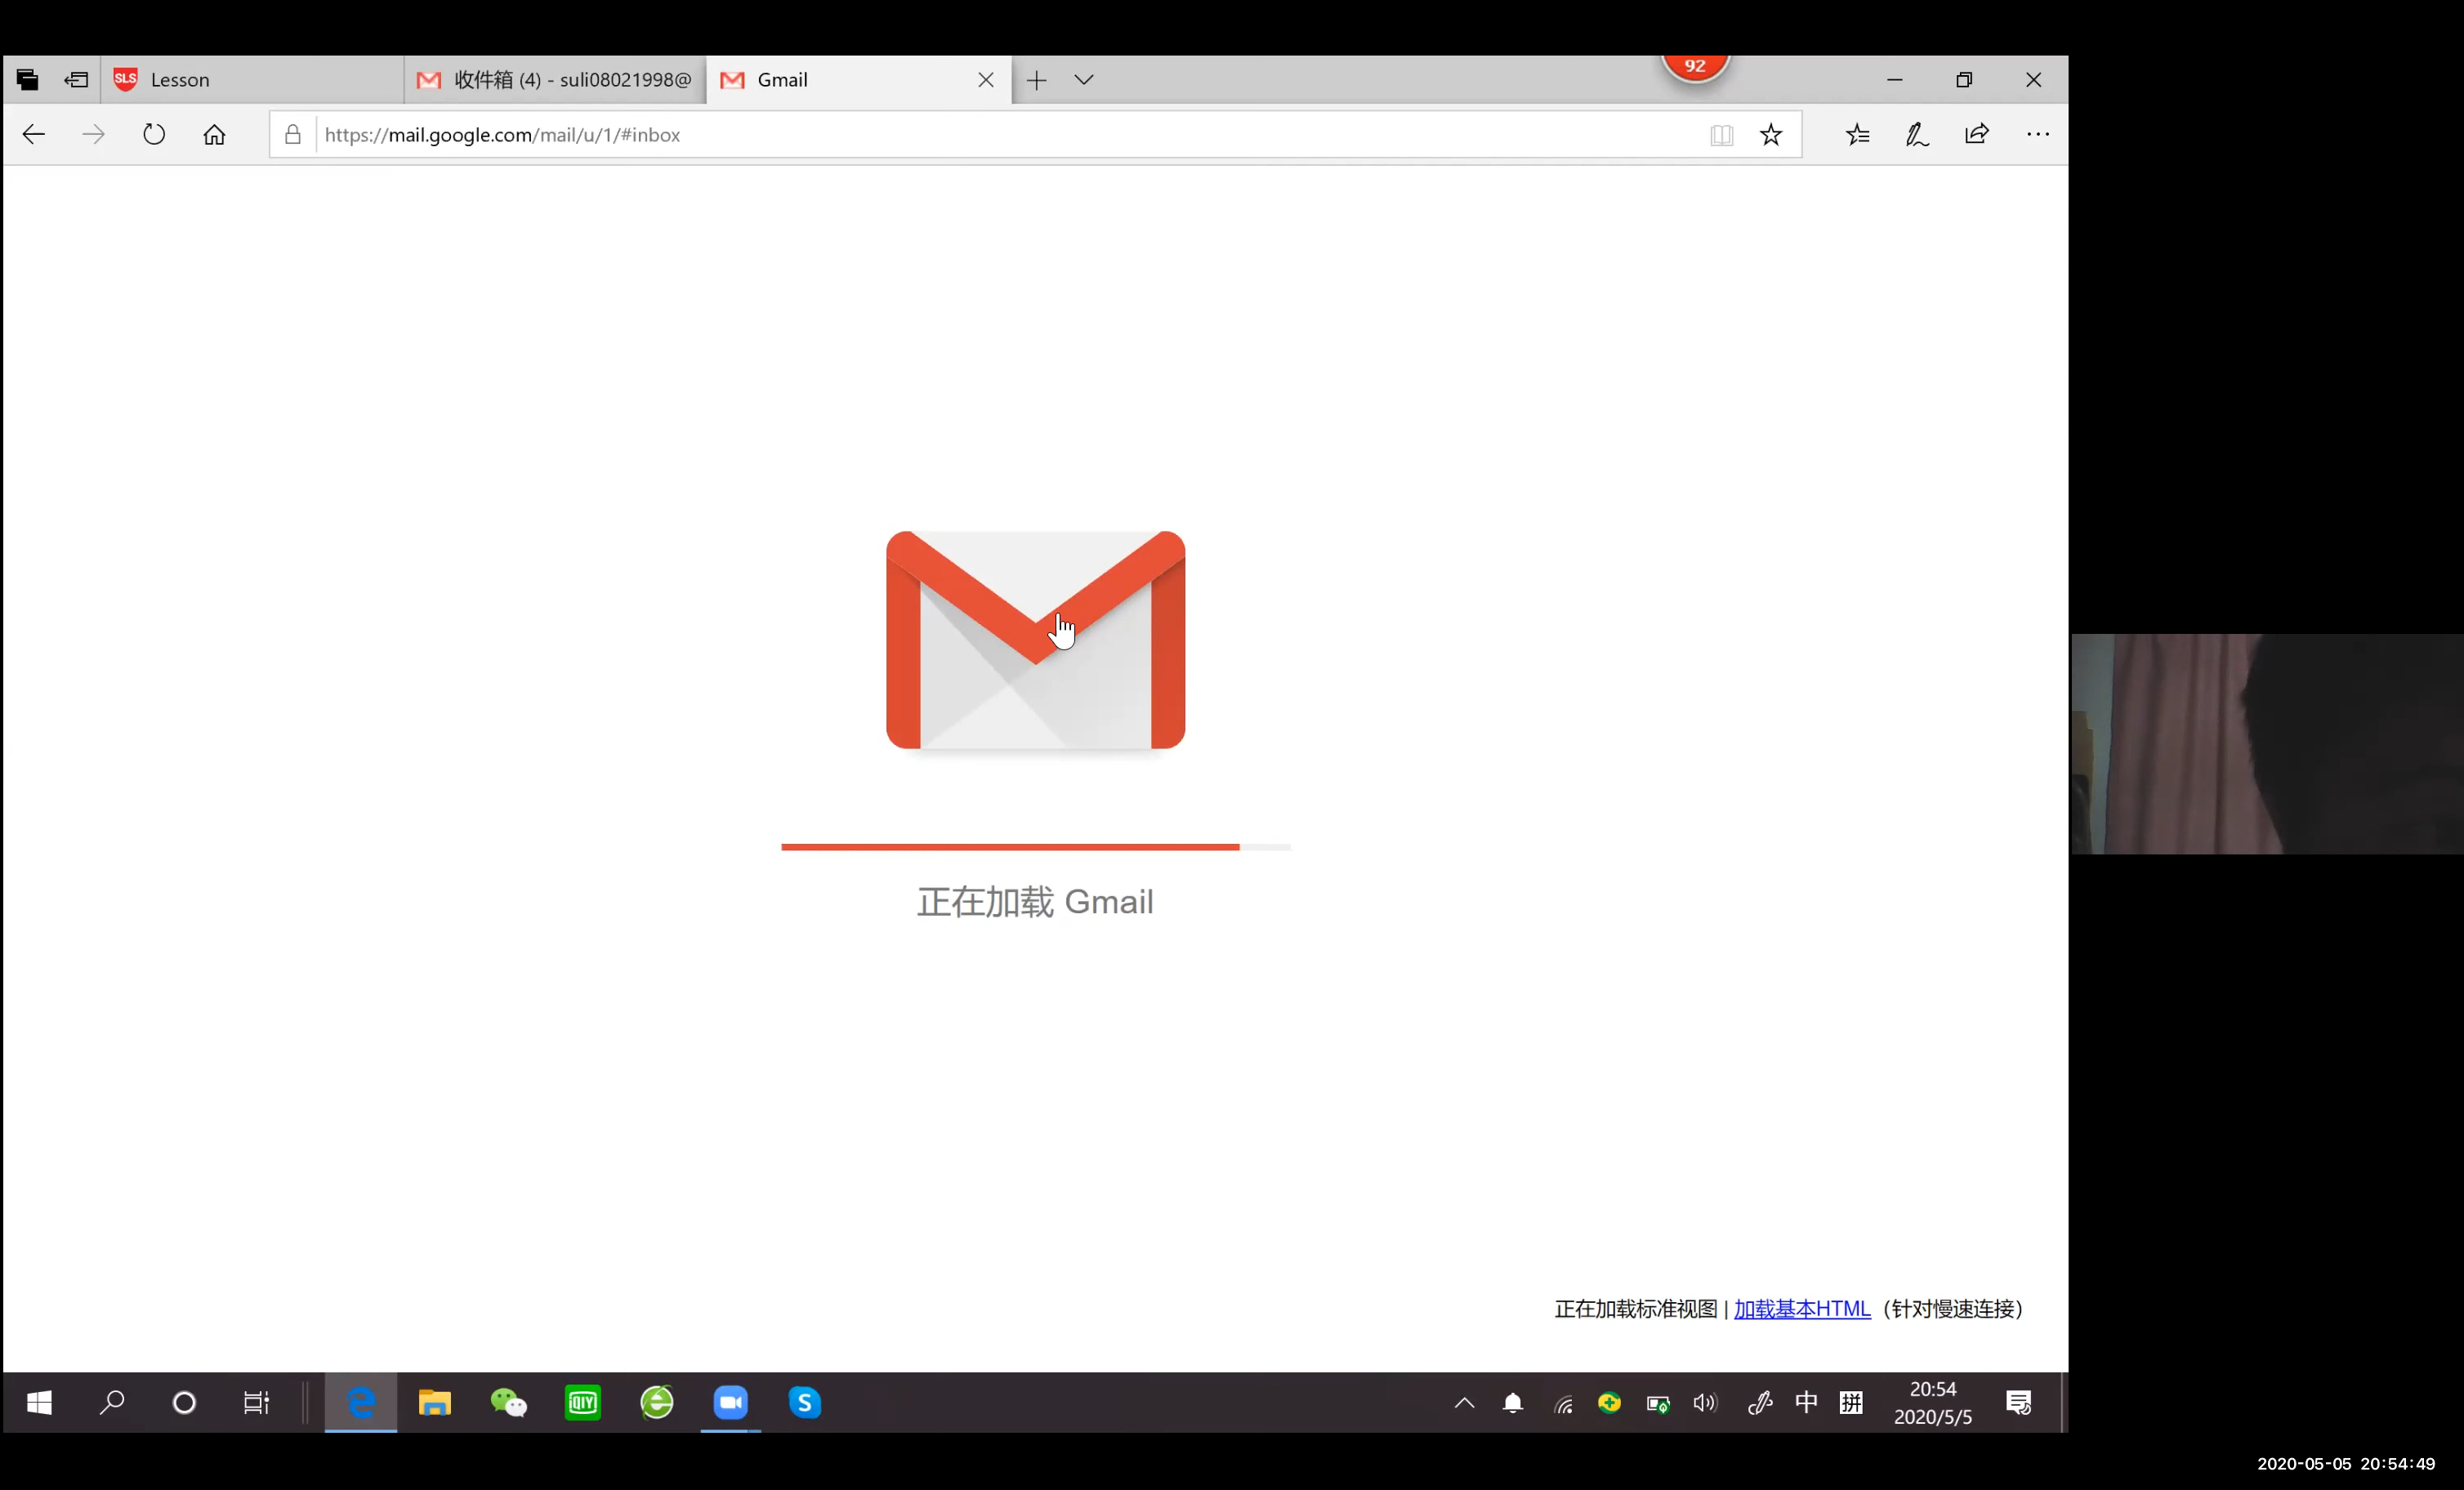 SLS Lesson
收件箱 (4) - suli08021998@
Gmail
92
https://mail.google.com/mail/u/1/#inbox
正在加载 Gmail
正在加载标准视图 | 加载基本HTML（针对慢速连接）
iQIY
S
中
拼
20:54
2020/5/5
2020-05-05 20:54:49